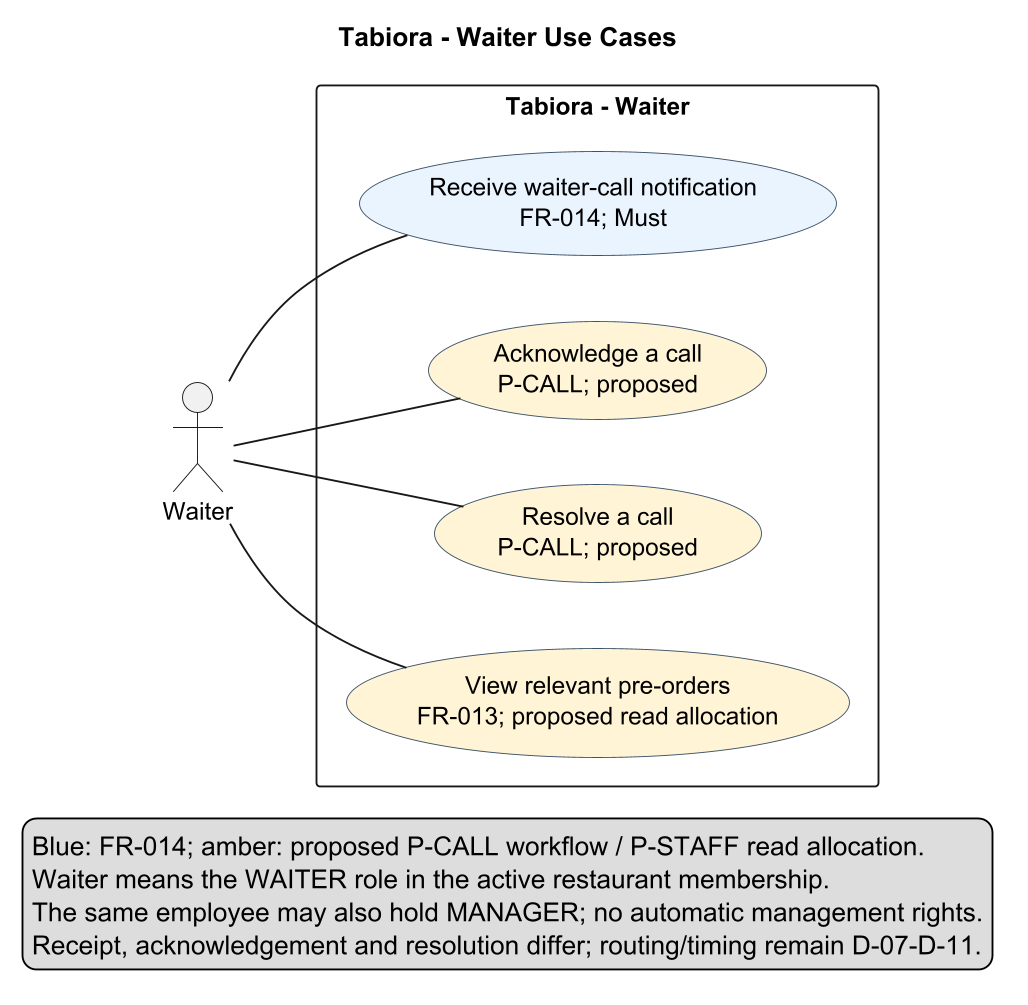 Tabiora - Waiter Use Cases
Tabiora - Waiter
Receive waiter-call notification
FR-014; Must
Acknowledge a call
P-CALL; proposed
Waiter
Resolve a call
P-CALL; proposed
View relevant pre-orders
FR-013; proposed read allocation
Blue: FR-014; amber: proposed P-CALL workflow / P-STAFF read allocation.
Waiter means the WAITER role in the active restaurant membership.
The same employee may also hold MANAGER; no automatic management rights.
Receipt, acknowledgement and resolution differ; routing/timing remain D-07-D-11.